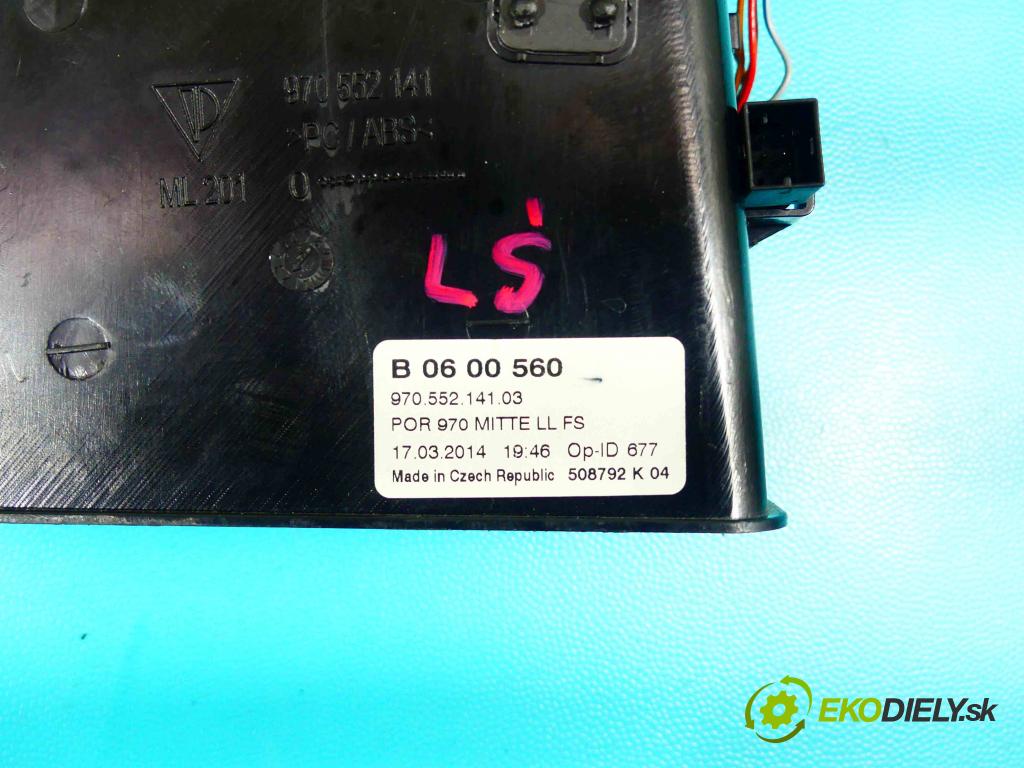 970 552 141
>PC/ABS<
ML 201
LŚ
B 06 00 560
970.552.141.03
POR 970 MITTE LL FS
17.03.2014 19:46 Op-ID 677
Made in Czech Republic 508792 K 04
EKODIELY.sk